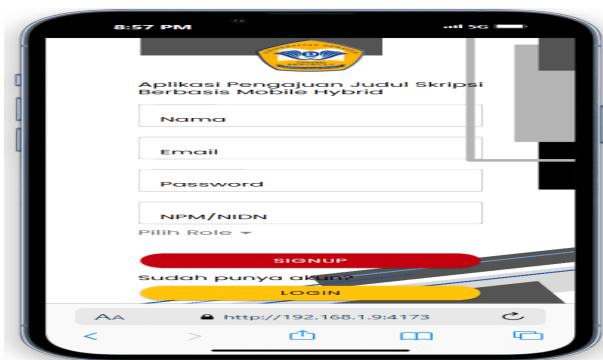 8:57 PM
5G
Aplikasi Pengajuan Judul Skripsi
Berbasis Mobile Hybrid
Nama
Email
Password
NPM/NIDN
Pilih Role
SIGNUP
Sudah punya akun?
LOGIN
AA
http://192.168.1.9:4173